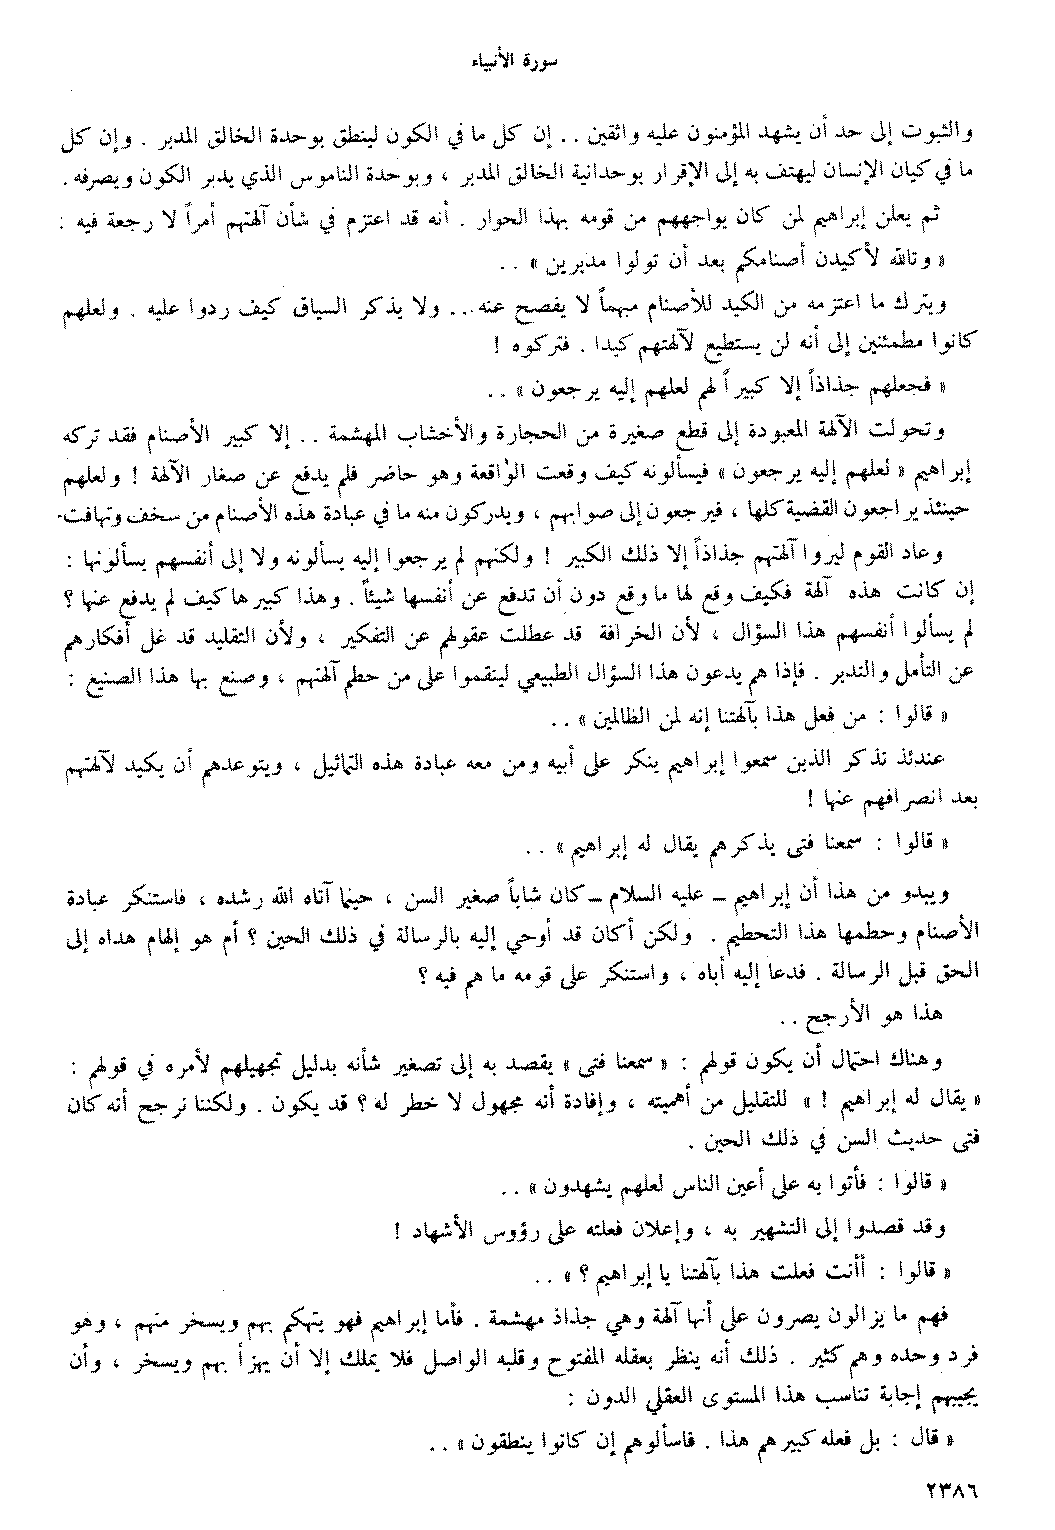 سورة الأنبياء
والثبوت إلى حد أن يشهد المؤمنون عليه واثقين .. إن كل ما في الكون لينطق بوحدة الخالق المدبر . وإن كل
ما في كيان الإنسان ليهتف به إلى الإقرار بوحدانية الخالق المدبر ، وبوحدة الناموس الذي يدبر الكون ويصرفه .
ثم يعلن إبراهيم لمن كان يواجههم من قومه بهذا الحوار . أنه قد اعتزم في شأن آلهتهم أمراً لا رجعة فيه :
« وتالله لأكيدن أصنامكم بعد أن تولوا مدبرين » ..
ويترك ما اعتزمه من الكيد للأصنام مبهماً لا يفصح عنه ... ولا يذكر السياق كيف ردوا عليه . ولعلهم
كانوا مطمئنين إلى أنه لن يستطيع لآلهتهم كيدا . فتركوه !
« فجعلهم جذاذاً إلا كبيراً لهم لعلهم إليه يرجعون » ..
وتحولت الآلهة المعبودة إلى قطع صغيرة من الحجارة والأخشاب المهشمة .. إلا كبير الأصنام فقد تركه
إبراهيم « لعلهم إليه يرجعون » فيسألونه كيف وقعت الواقعة وهو حاضر فلم يدفع عن صغار الآلهة ! ولعلهم
حينئذ يراجعون القضية كلها ، فيرجعون إلى صوابهم ، ويدركون منه ما في عبادة هذه الأصنام من سخف وتهافت .
وعاد القوم ليروا آلهتهم جذاذاً إلا ذلك الكبير ! ولكنهم لم يرجعوا إليه يسألونه ولا إلى أنفسهم يسألونها :
إن كانت هذه آلهة فكيف وقع لها ما وقع دون أن تدفع عن أنفسها شيئاً . وهذا كبيرها كيف لم يدفع عنها ؟
لم يسألوا أنفسهم هذا السؤال ، لأن الخرافة قد عطلت عقولهم عن التفكير ، ولأن التقليد قد غل أفكارهم
عن التأمل والتدبر . فإذا هم يدعون هذا السؤال الطبيعي لينقموا على من حطم آلهتهم ، وصنع بها هذا الصنيع :
« قالوا : من فعل هذا بآلهتنا إنه لمن الظالمين » ..
عندئذ تذكر الذين سمعوا إبراهيم ينكر على أبيه ومن معه عبادة هذه التماثيل ، ويتوعدهم أن يكيد لآلهتهم
بعد انصرافهم عنها !
« قالوا : سمعنا فتى يذكرهم يقال له إبراهيم » ..
ويبدو من هذا أن إبراهيم – عليه السلام – كان شاباً صغير السن ، حينما آتاه الله رشده ، فاستنكر عبادة
الأصنام وحطمها هذا التحطيم . ولكن أكان قد أوحي إليه بالرسالة في ذلك الحين ؟ أم هو إلهام هداه إلى
الحق قبل الرسالة . فدعا إليه أباه ، واستنكر على قومه ما هم فيه ؟
هذا هو الأرجح ..
وهناك احتمال أن يكون قولهم : « سمعنا فتى » يقصد به إلى تصغير شأنه بدليل تجهيلهم لأمره في قولهم :
« يقال له إبراهيم ! » للتقليل من أهميته ، وإفادة أنه مجهول لا خطر له ؟ قد يكون . ولكننا نرجح أنه كان
فتى حديث السن في ذلك الحين .
« قالوا : فأتوا به على أعين الناس لعلهم يشهدون » ..
وقد قصدوا إلى التشهير به ، وإعلان فعلته على رؤوس الأشهاد !
« قالوا : أأنت فعلت هذا بآلهتنا يا إبراهيم ؟ » ..
فهم ما يزالون يصرون على أنها آلهة وهي جذاذ مهشمة . فأما إبراهيم فهو يتهكم بهم ويسخر منهم ، وهو
فرد وحده وهم كثير . ذلك أنه ينظر بعقله المفتوح وقلبه الواصل فلا يملك إلا أن يهزأ بهم ويسخر ، وأن
يجيبهم إجابة تناسب هذا المستوى العقلي الدون :
« قال : بل فعله كبيرهم هذا . فاسألوهم إن كانوا ينطقون » ..
٢٣٨٦